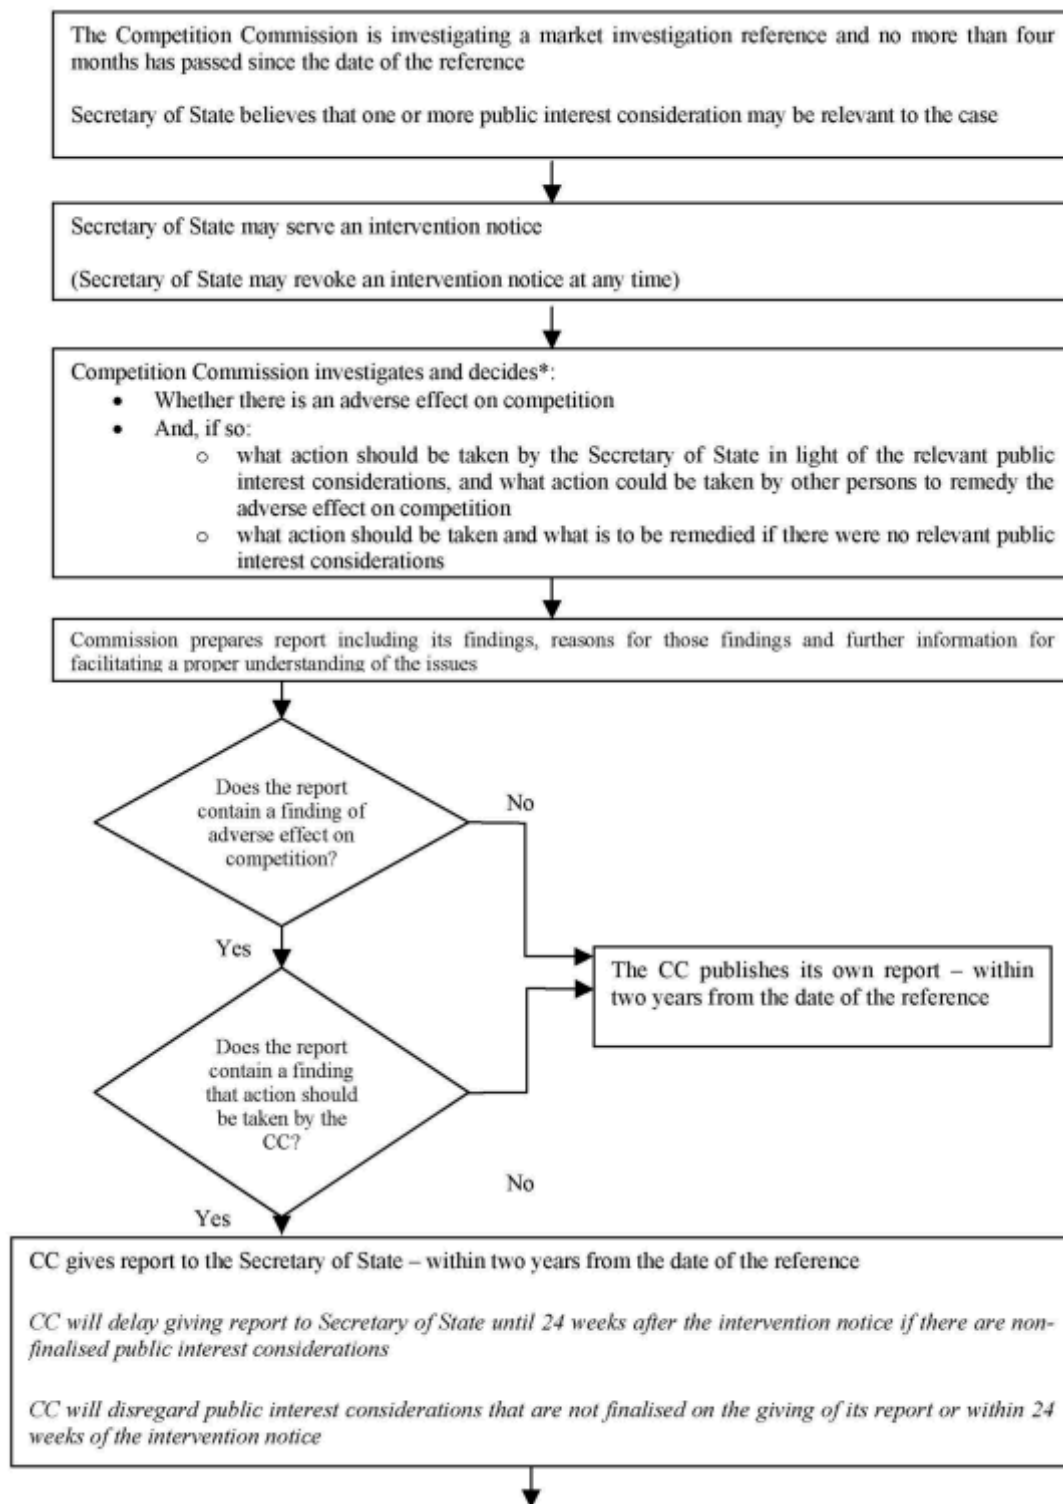 The Competition Commission is investigating a market investigation reference and no more than four
months has passed since the date of the reference
Secretary of State believes that one or more public interest consideration may be relevant to the case
Secretary of State may serve an intervention notice
(Secretary of State may revoke an intervention notice at any time)
Competition Commission investigates and decides*:
• Whether there is an adverse effect on competition
• And, if so:
o what action should be taken by the Secretary of State in light of the relevant public
interest considerations, and what action could be taken by other persons to remedy the
adverse effect on competition
o what action should be taken and what is to be remedied if there were no relevant public
interest considerations
Commission prepares report including its findings, reasons for those findings and further information for
facilitating a proper understanding of the issues
Does the report
contain a finding of
adverse effect on
competition?
No
Yes
The CC publishes its own report – within
two years from the date of the reference
Does the report
contain a finding
that action should
be taken by the
CC?
No
Yes
CC gives report to the Secretary of State – within two years from the date of the reference
CC will delay giving report to Secretary of State until 24 weeks after the intervention notice if there are non-
finalised public interest considerations
CC will disregard public interest considerations that are not finalised on the giving of its report or within 24
weeks of the intervention notice